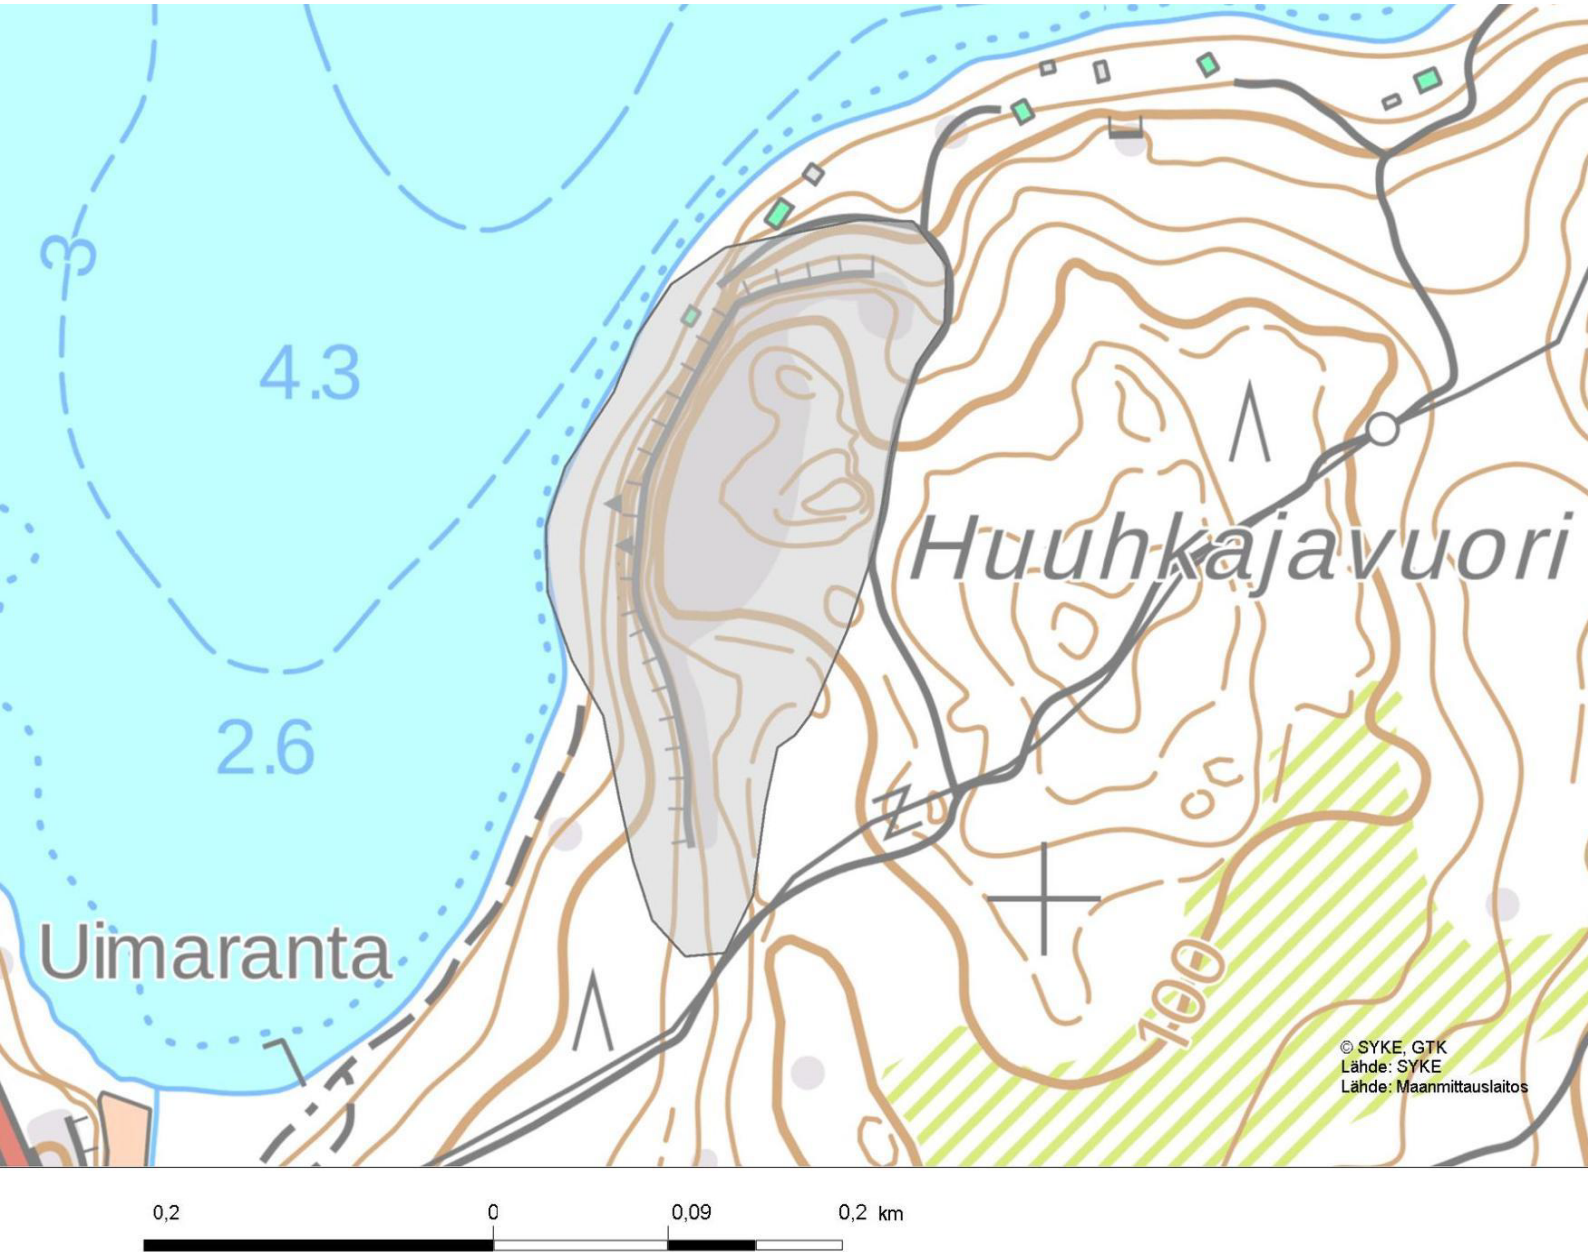 3
4.3
Huuhkajavuori
2.6
Uimaranta
100
© SYKE, GTK
Lähde: SYKE
Lähde: Maanmittauslaitos
0,2 0 0,09 0,2 km